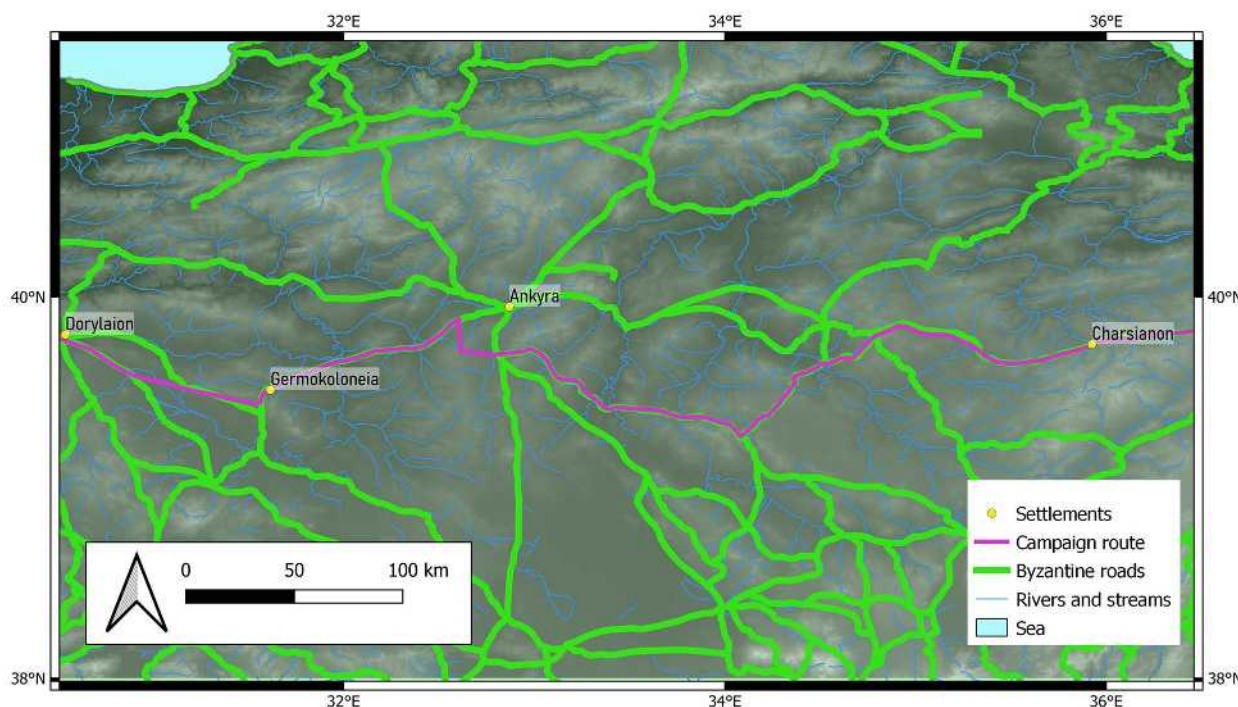 32°E 34°E 36°E
40°N 40°N
Ankyra
Dorylaion
Charsianon
Germokoloneia
Settlements
Campaign route
0 50 100 km
Byzantine roads
Rivers and streams
Sea
38°N 38°N
32°E 34°E 36°E